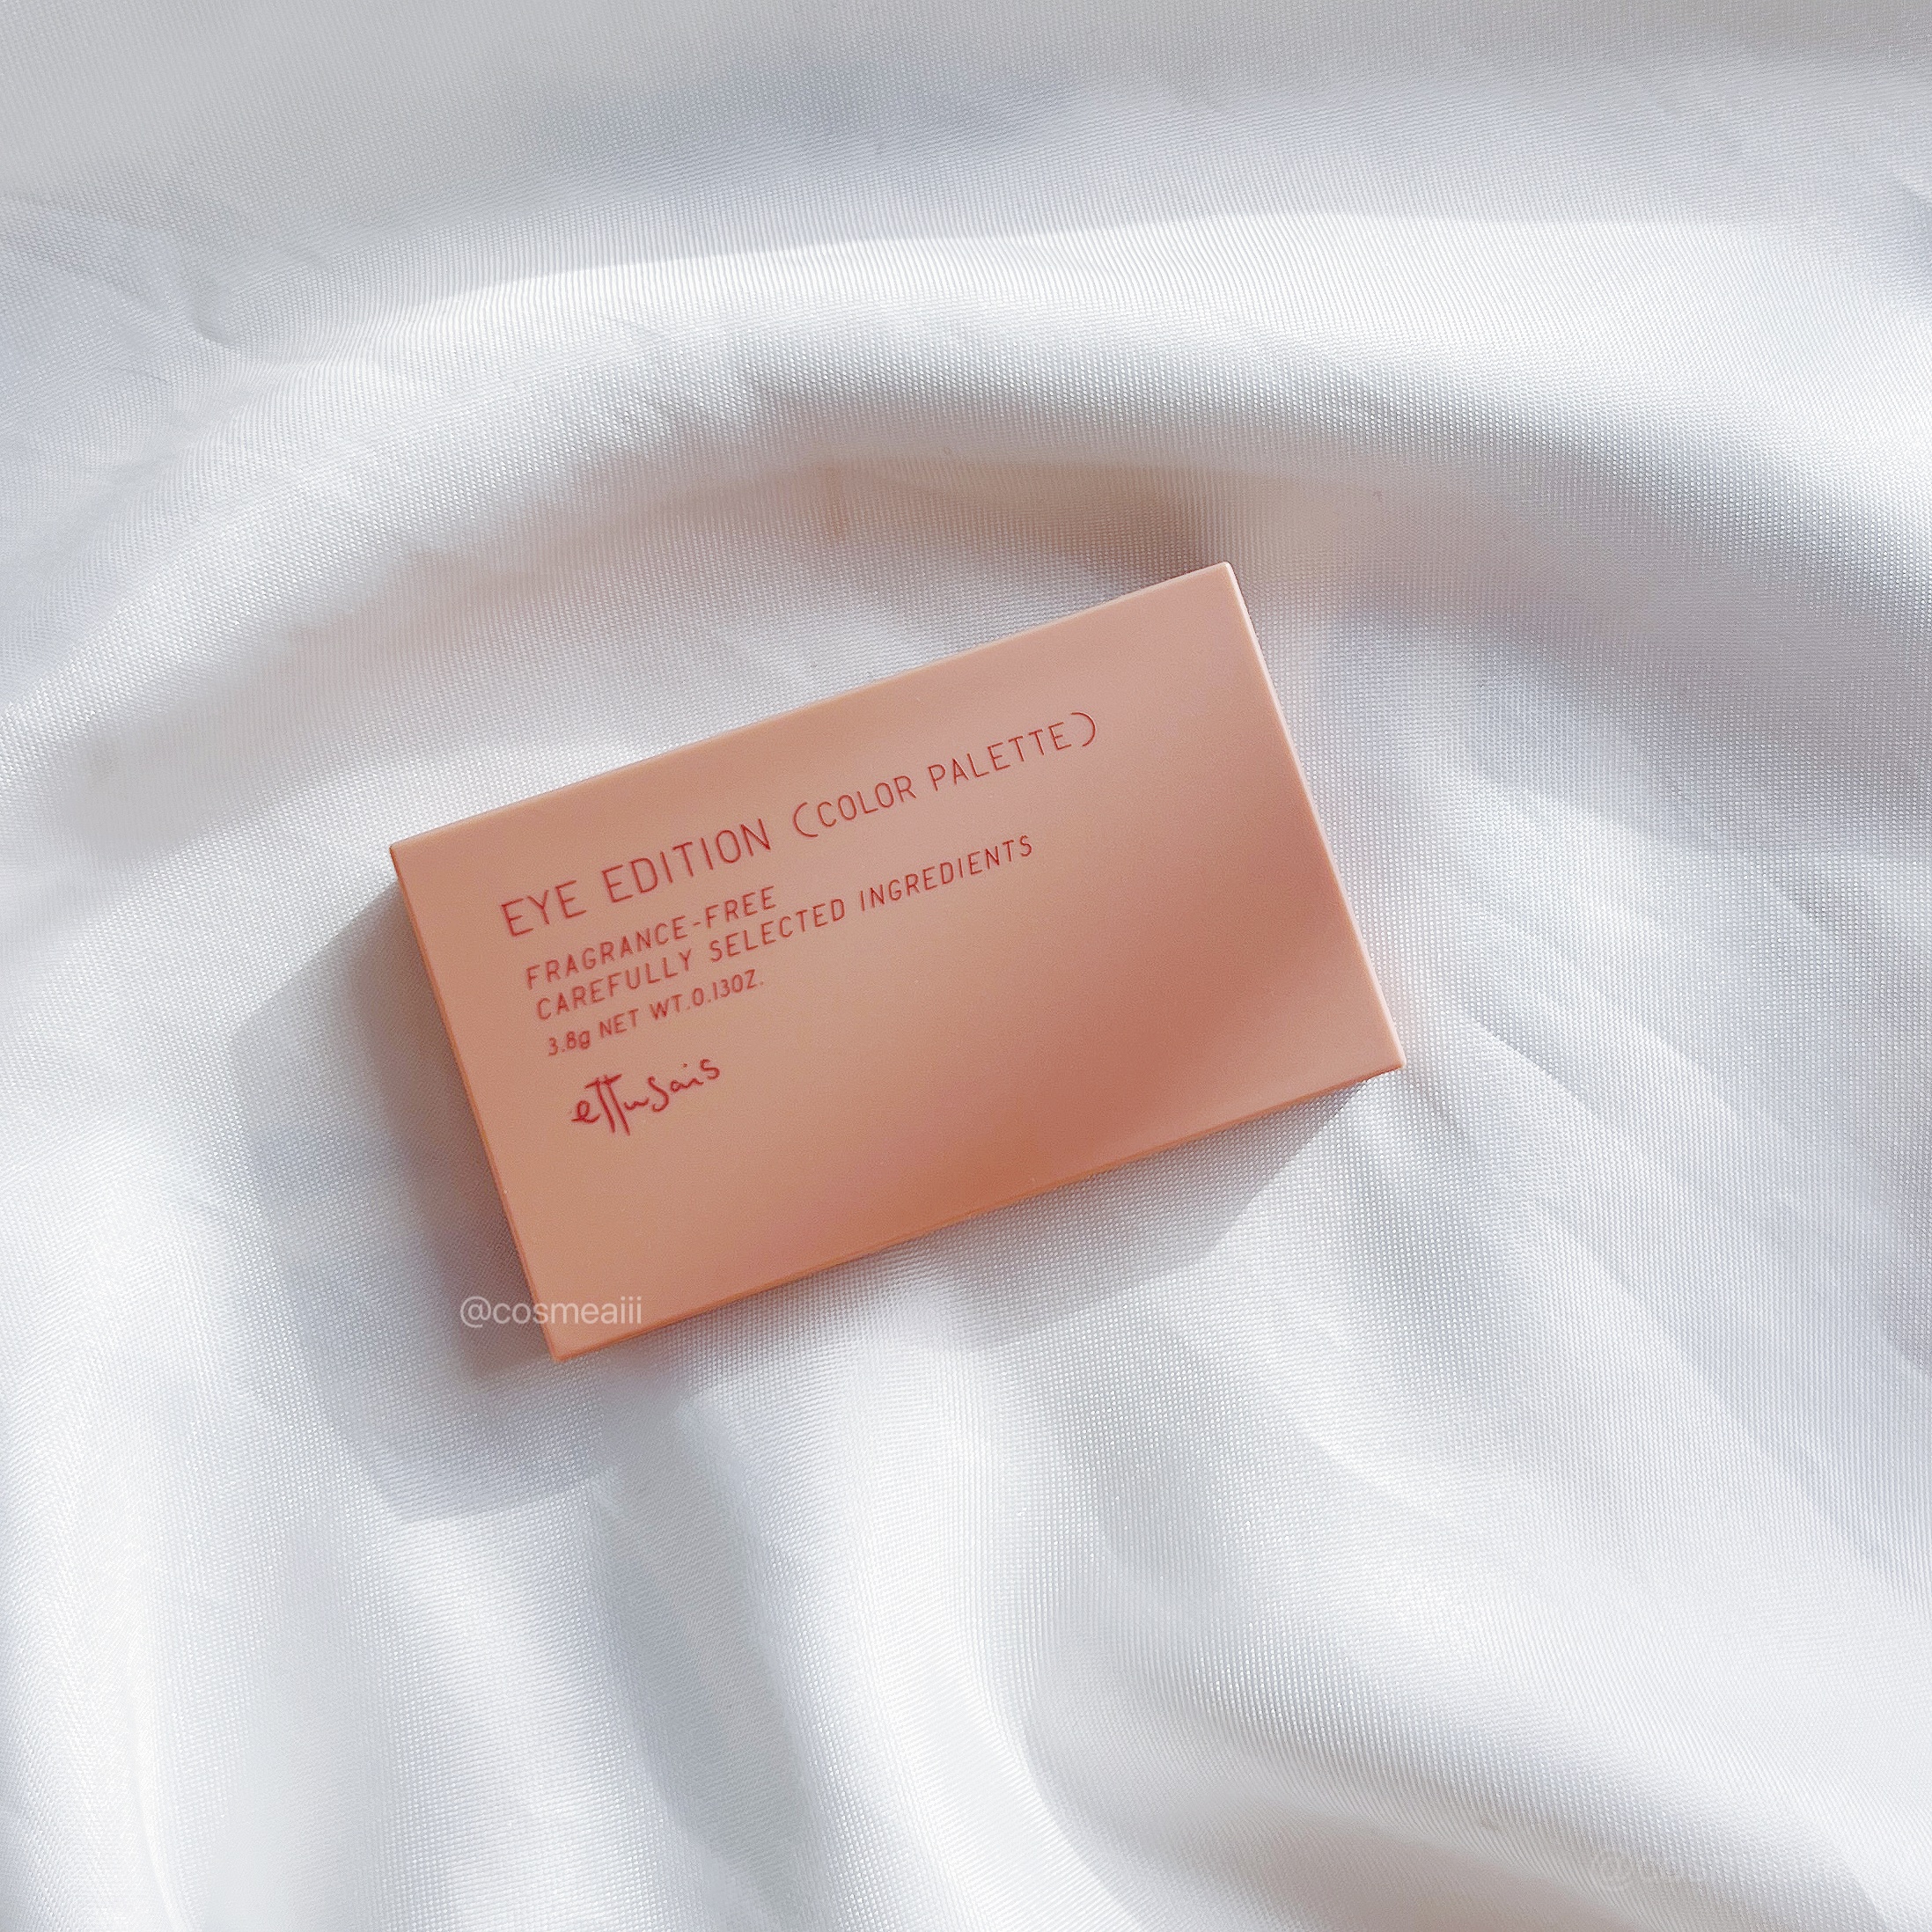 EYE EDITION (COLOR PALETTE)
FRAGRANCE-FREE
CAREFULLY SELECTED INGREDIENTS
3.8g NET WT.0.13OZ.
ettusais
@cosmeaiii